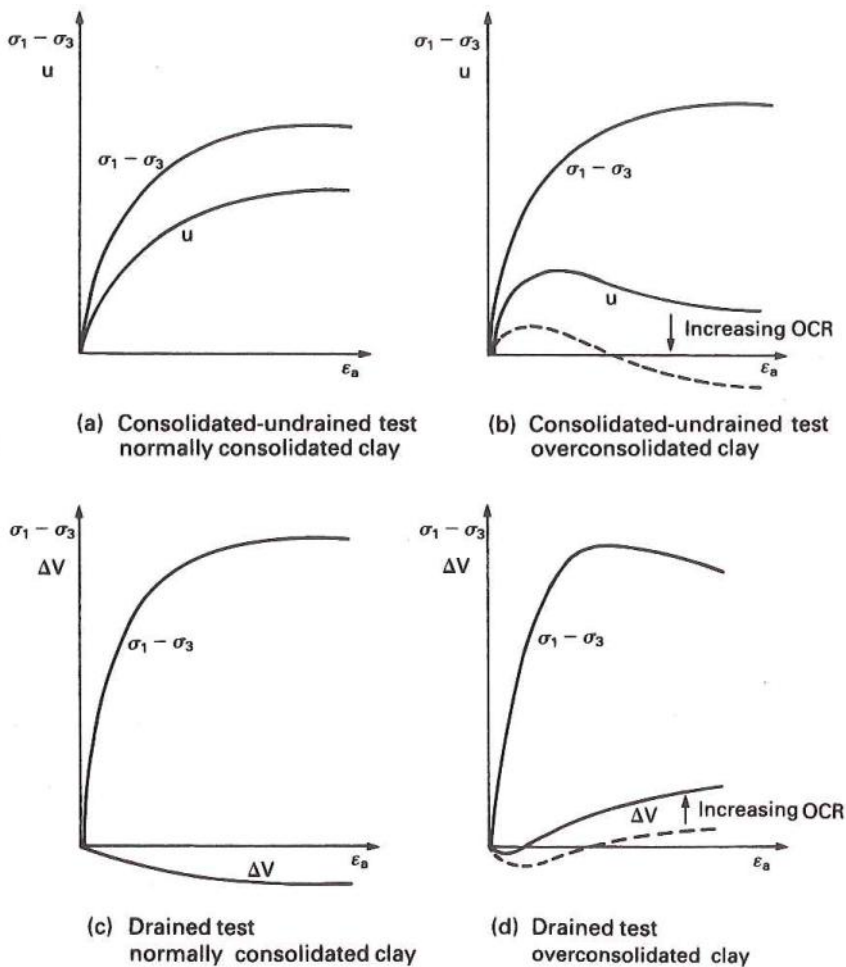 σ₁ − σ₃
u
σ₁ − σ₃
u
εₐ
(a) Consolidated-undrained test
normally consolidated clay
σ₁ − σ₃
u
σ₁ − σ₃
u
Increasing OCR
εₐ
(b) Consolidated-undrained test
overconsolidated clay
σ₁ − σ₃
ΔV
σ₁ − σ₃
εₐ
ΔV
(c) Drained test
normally consolidated clay
σ₁ − σ₃
ΔV
σ₁ − σ₃
ΔV
Increasing OCR
εₐ
(d) Drained test
overconsolidated clay